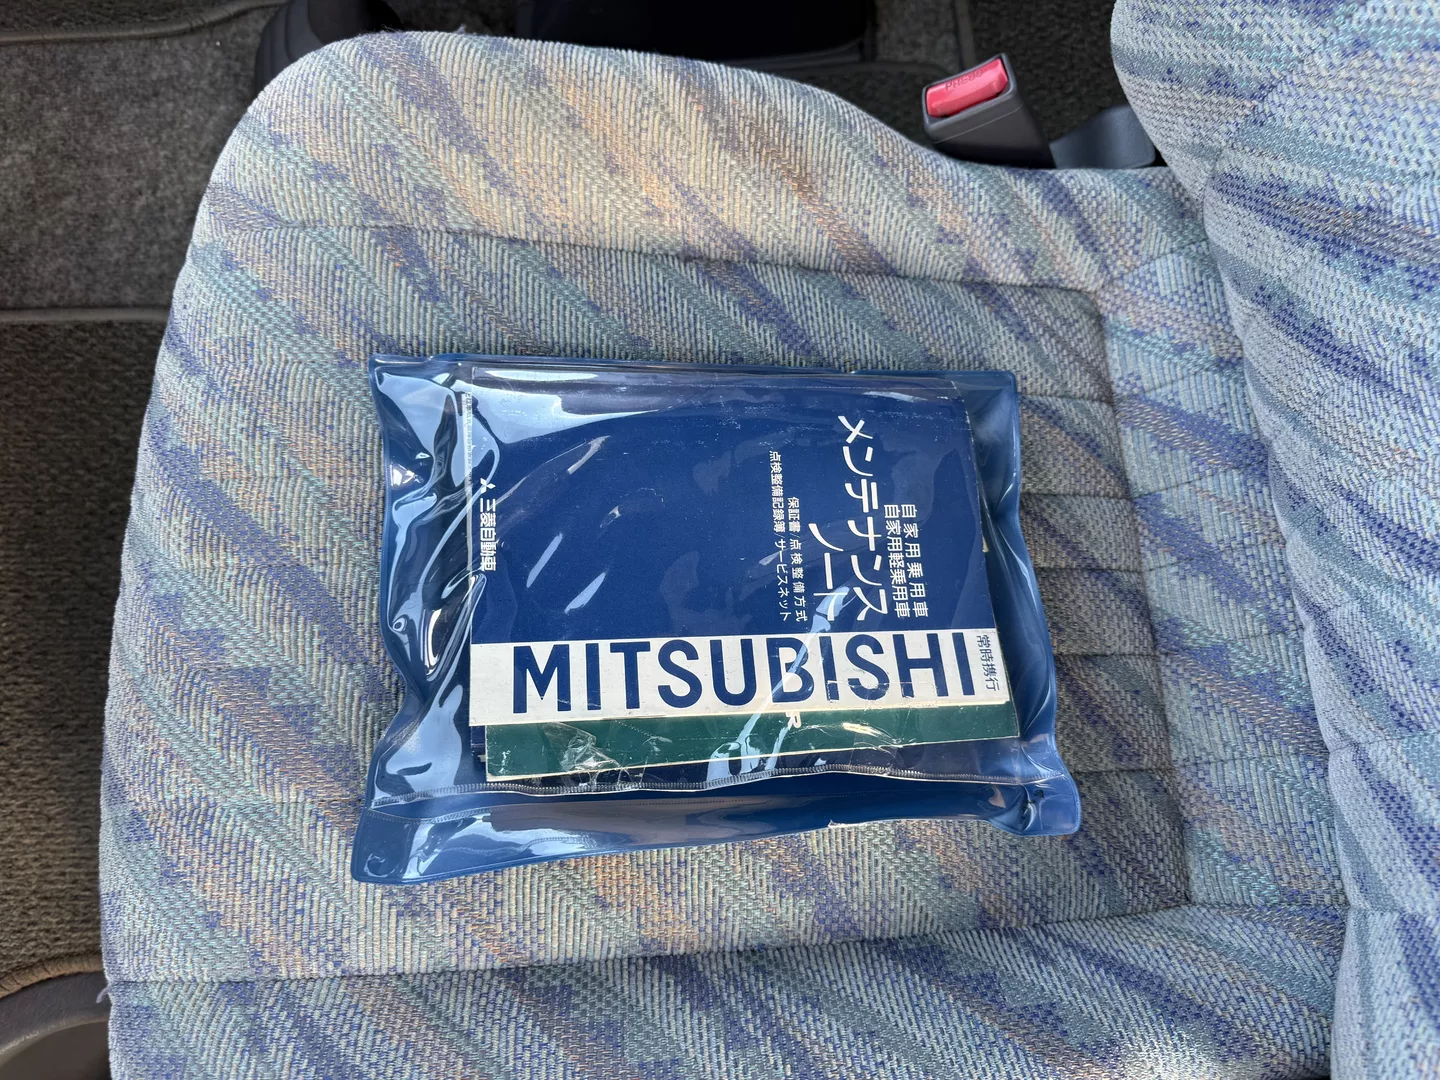 自家用乗用車
自家用軽乗用車
メンテナンス
ノート
保証書/点検整備方式
点検整備記録簿/サービスネット
三菱自動車
常時携行
MITSUBISHI
R
PRESS